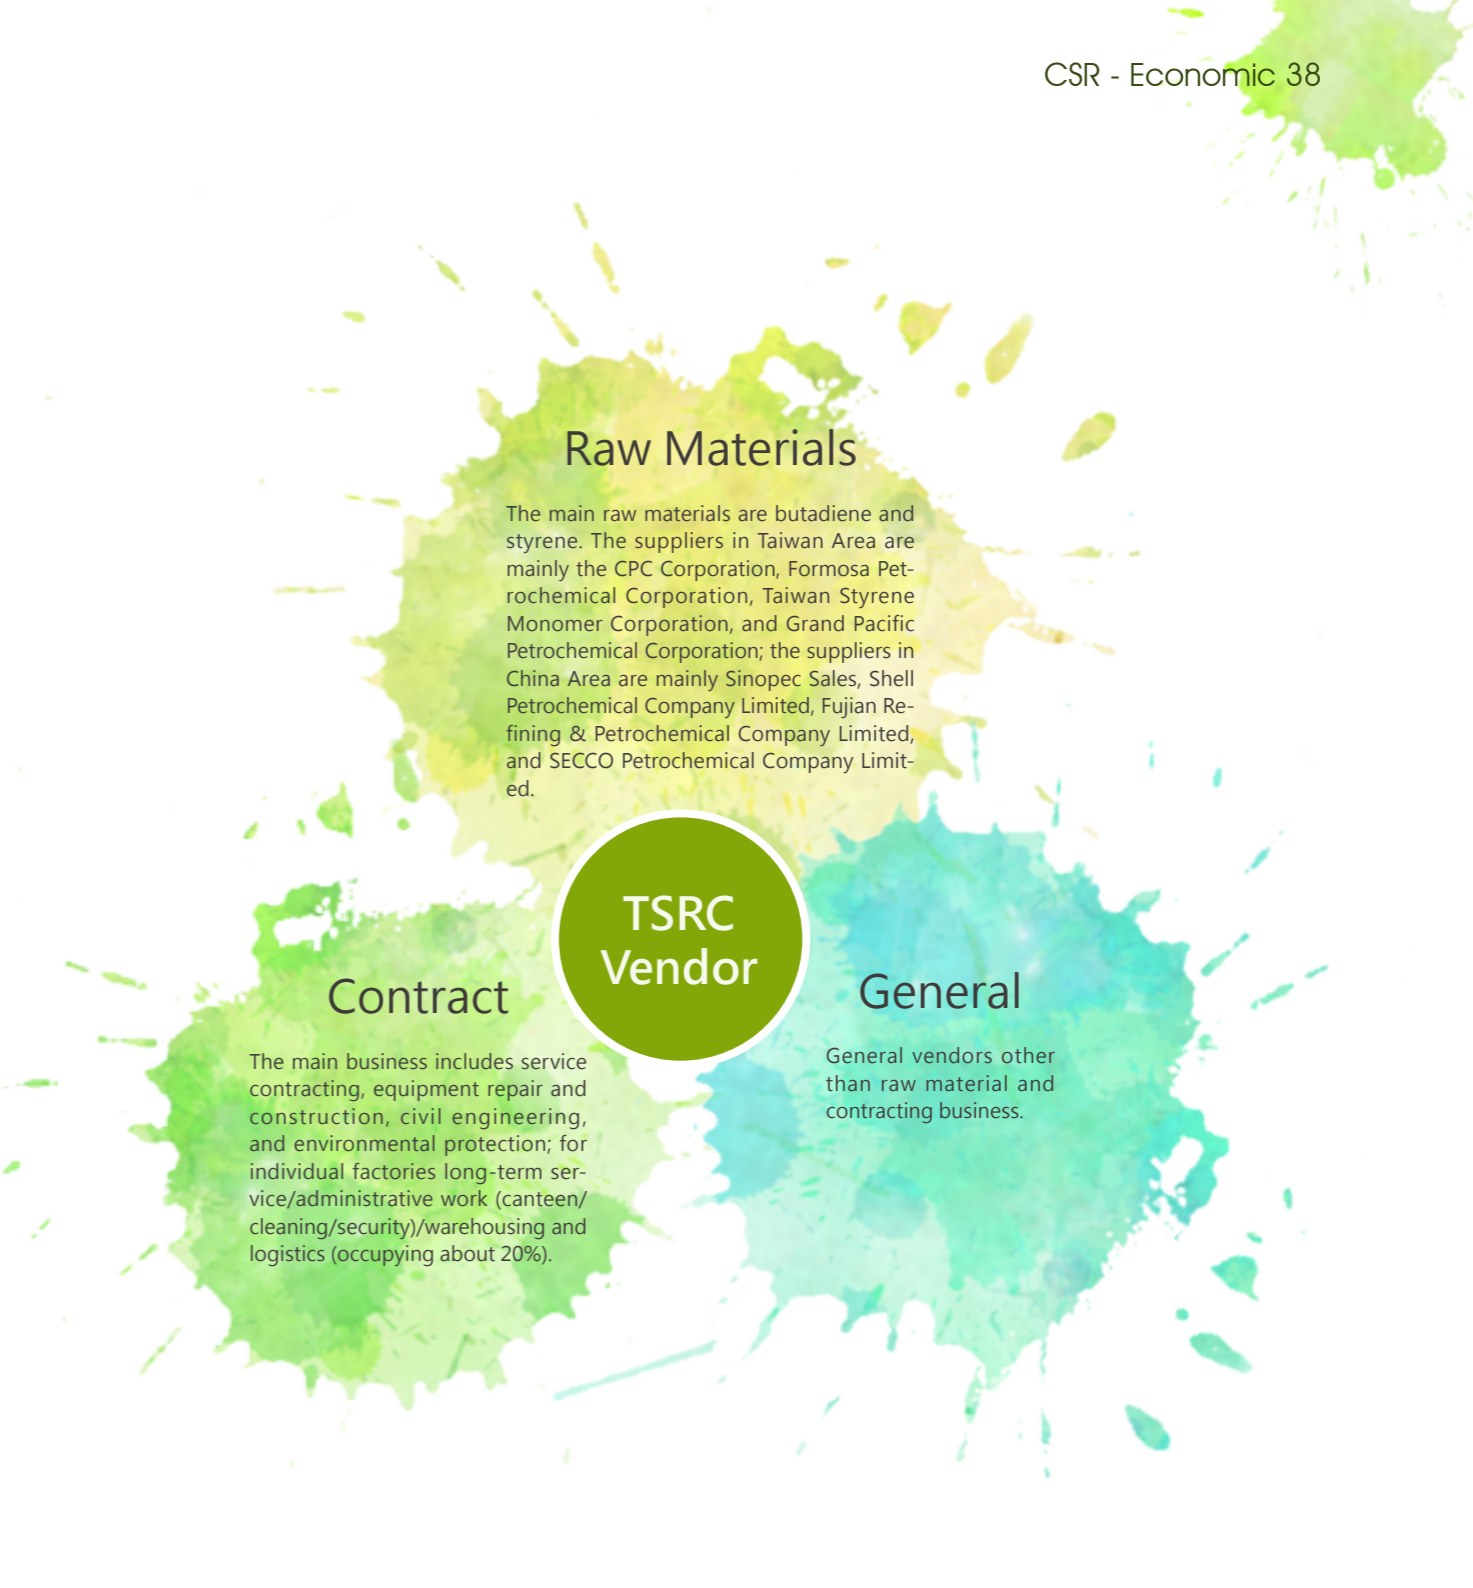 CSR - Economic 38
Raw Materials
The main raw materials are butadiene and
styrene. The suppliers in Taiwan Area are
mainly the CPC Corporation, Formosa Pet-
rochemical Corporation, Taiwan Styrene
Monomer Corporation, and Grand Pacific
Petrochemical Corporation; the suppliers in
China Area are mainly Sinopec Sales, Shell
Petrochemical Company Limited, Fujian Re-
fining & Petrochemical Company Limited,
and SECCO Petrochemical Company Limit-
ed.
TSRC
Vendor
Contract
The main business includes service
contracting, equipment repair and
construction, civil engineering,
and environmental protection; for
individual factories long-term ser-
vice/administrative work (canteen/
cleaning/security)/warehousing and
logistics (occupying about 20%).
General
General vendors other
than raw material and
contracting business.